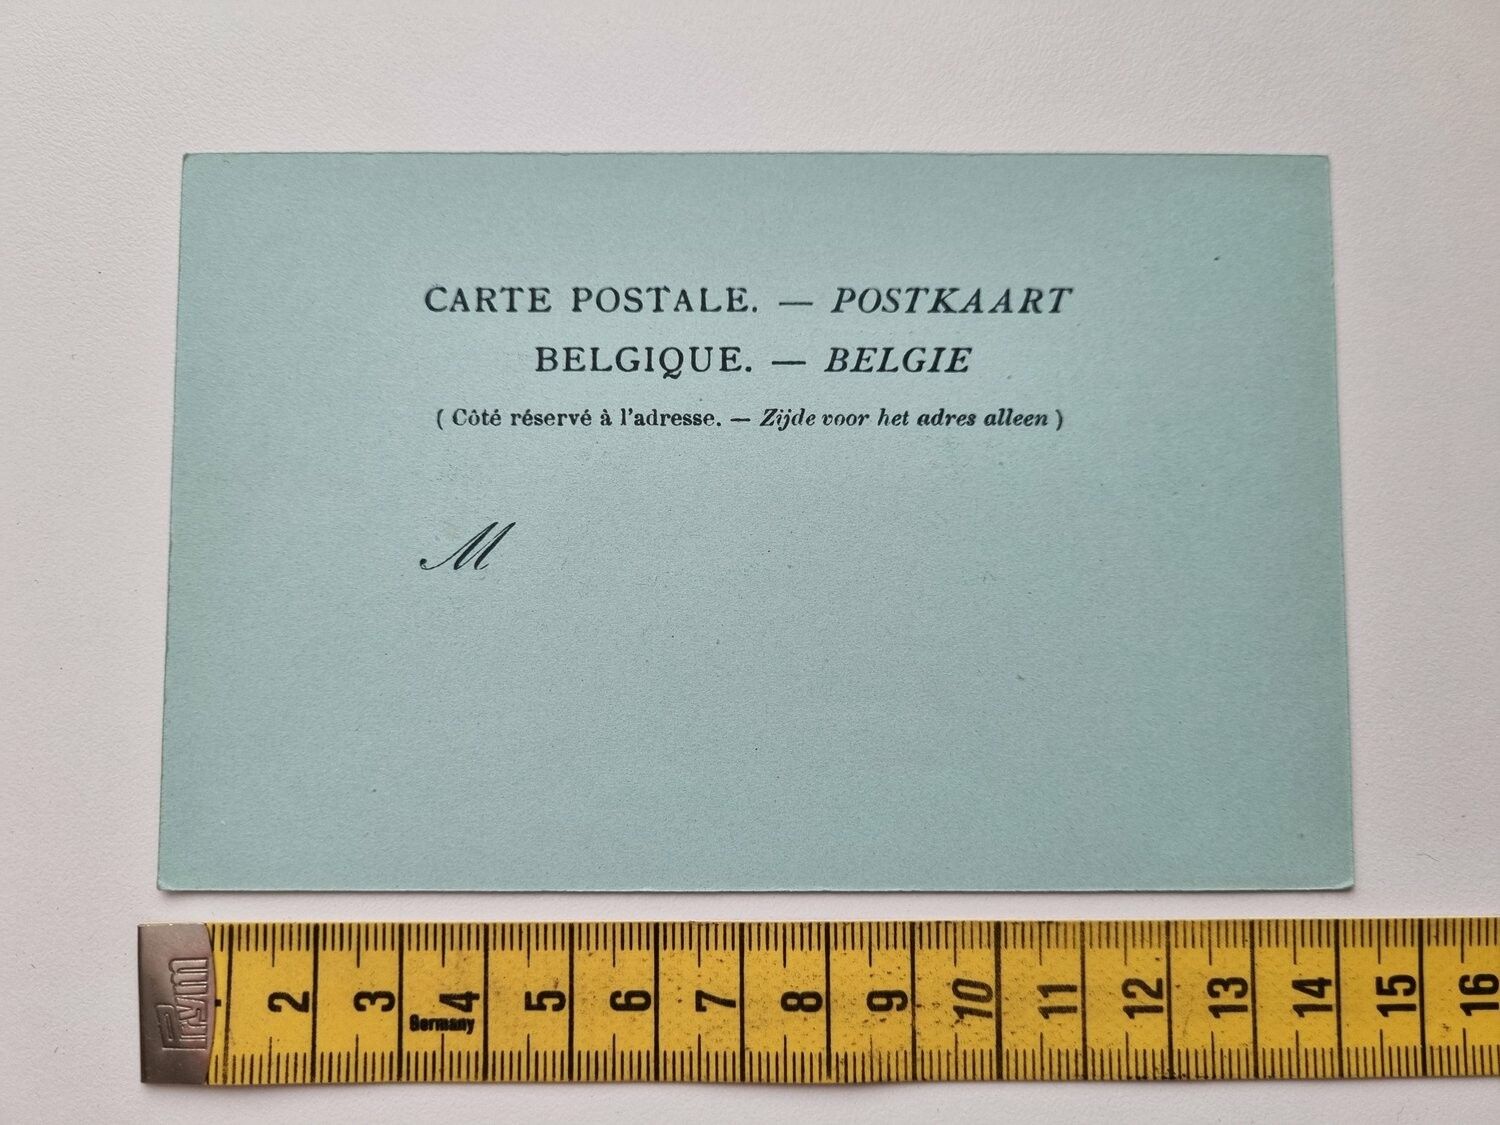 CARTE POSTALE. — POSTKAART
BELGIQUE. — BELGIE
( Côté réservé à l'adresse. — Zijde voor het adres alleen )
M
Prym
2 3 4 5 6 7 8 9 10 11 12 13 14 15 16
Germany